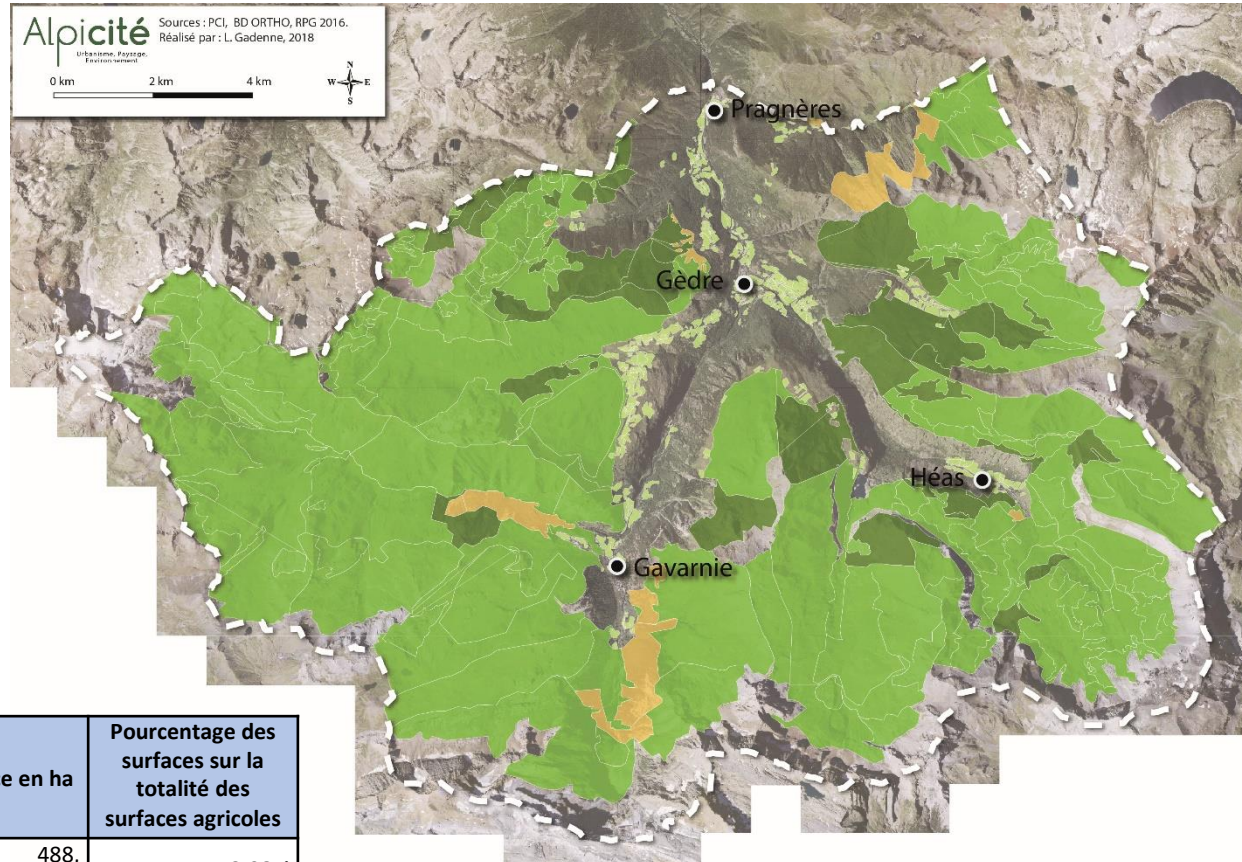 Alpicité
Urbanisme, Paysage,
Environnement
Sources : PCI, BD ORTHO, RPG 2016.
Réalisé par : L. Gadenne, 2018
0 km 2 km 4 km
N
W E
S
Pragnères
Gèdre
Héas
Gavarnie
e en ha
Pourcentage des
surfaces sur la
totalité des
surfaces agricoles
488,